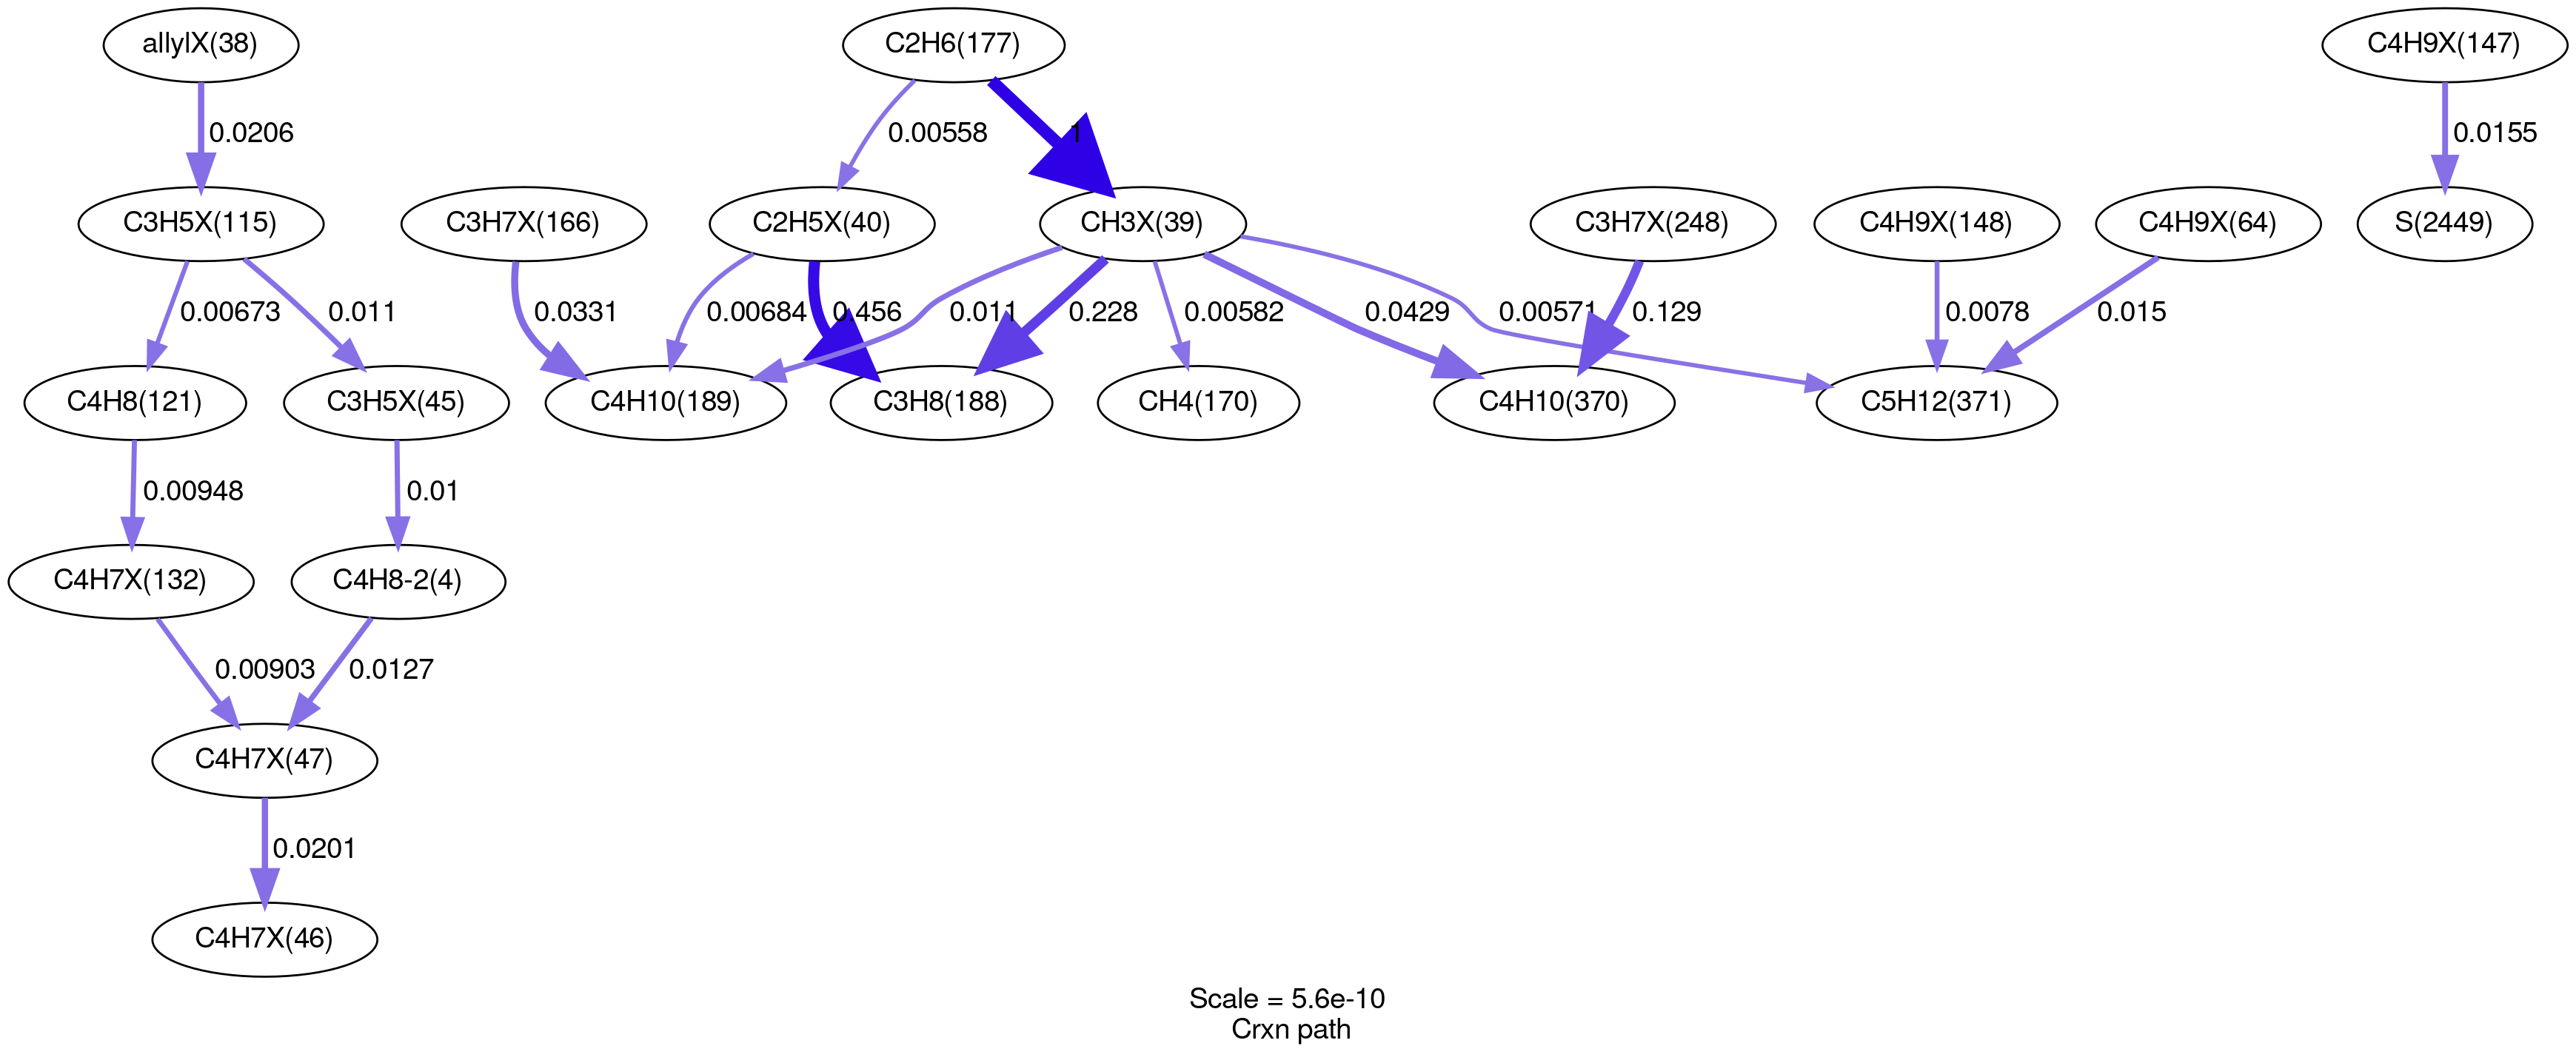 allylX(38)
C2H6(177)
C4H9X(147)
0.0206
0.00558
1
0.0155
C3H5X(115)
C3H7X(166)
C2H5X(40)
CH3X(39)
C3H7X(248)
C4H9X(148)
C4H9X(64)
S(2449)
0.00673
0.011
0.0331
0.00684
0.456
0.011
0.228
0.00582
0.0429
0.00571
0.129
0.0078
0.015
C4H8(121)
C3H5X(45)
C4H10(189)
C3H8(188)
CH4(170)
C4H10(370)
C5H12(371)
0.00948
0.01
C4H7X(132)
C4H8-2(4)
0.00903
0.0127
C4H7X(47)
0.0201
C4H7X(46)
Scale = 5.6e-10
Crxn path